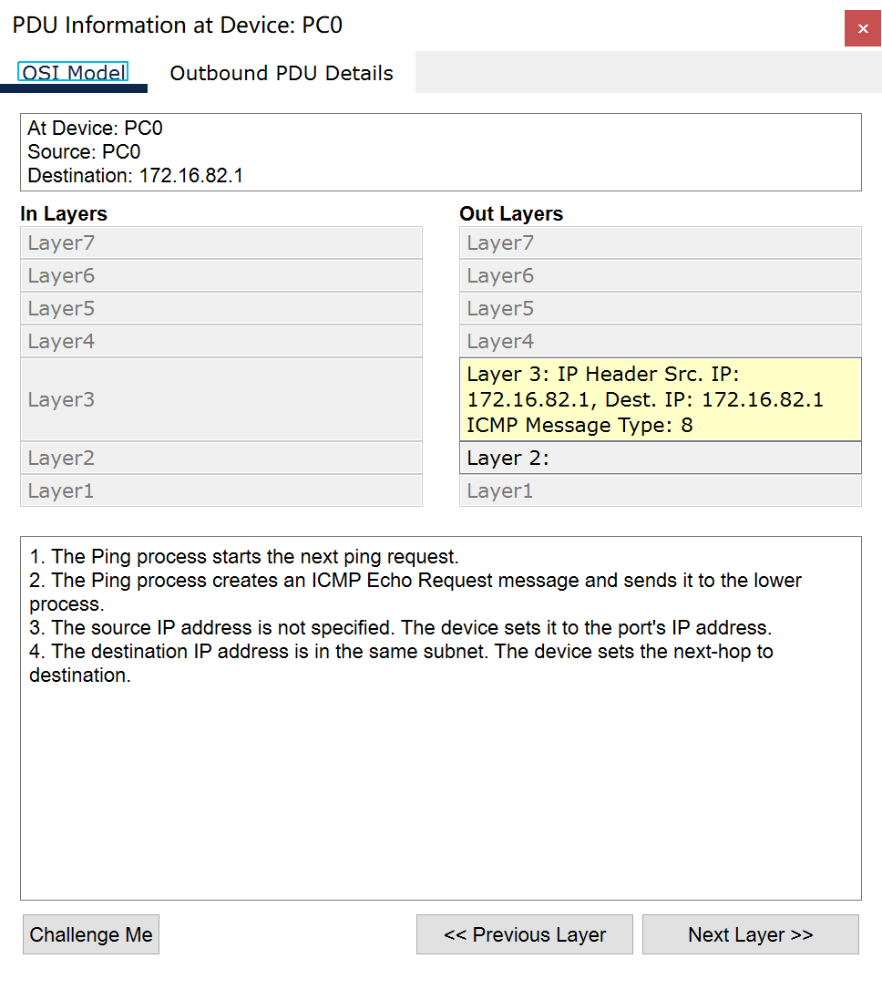 PDU Information at Device: PC0
×
OSI Model
Outbound PDU Details
At Device: PC0
Source: PC0
Destination: 172.16.82.1
In Layers
Layer7
Layer6
Layer5
Layer4
Layer3
Layer2
Layer1
Out Layers
Layer7
Layer6
Layer5
Layer4
Layer 3: IP Header Src. IP:
172.16.82.1, Dest. IP: 172.16.82.1
ICMP Message Type: 8
Layer 2:
Layer1
1. The Ping process starts the next ping request.
2. The Ping process creates an ICMP Echo Request message and sends it to the lower
process.
3. The source IP address is not specified. The device sets it to the port's IP address.
4. The destination IP address is in the same subnet. The device sets the next-hop to
destination.
Challenge Me
<< Previous Layer
Next Layer >>